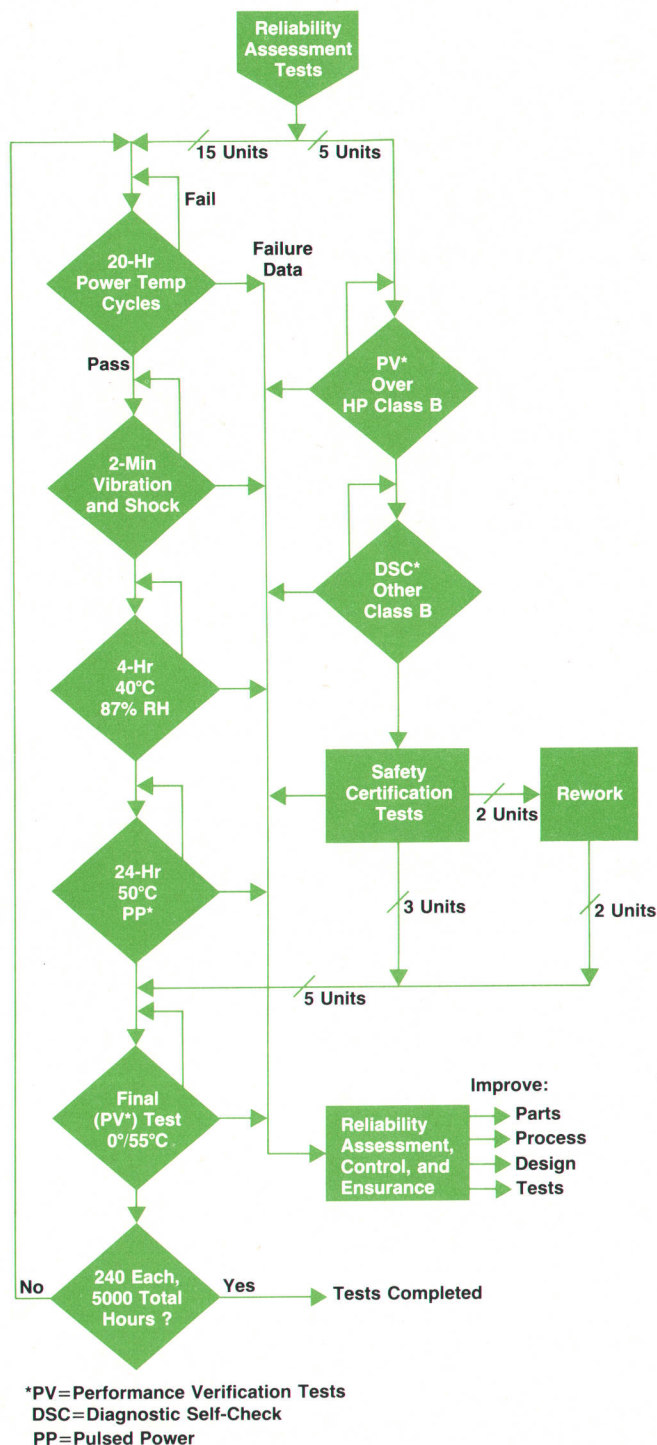 Reliability
Assessment
Tests
15 Units
5 Units
Fail
20-Hr
Power Temp
Cycles
Failure
Data
Pass
PV*
Over
HP Class B
2-Min
Vibration
and Shock
DSC*
Other
Class B
4-Hr
40°C
87% RH
Safety
Certification
Tests
2 Units
Rework
24-Hr
50°C
PP*
3 Units
2 Units
5 Units
Final
(PV*) Test
0°/55°C
Reliability
Assessment,
Control, and
Ensurance
Improve:
Parts
Process
Design
Tests
No
240 Each,
5000 Total
Hours ?
Yes
Tests Completed
*PV=Performance Verification Tests
DSC=Diagnostic Self-Check
PP=Pulsed Power